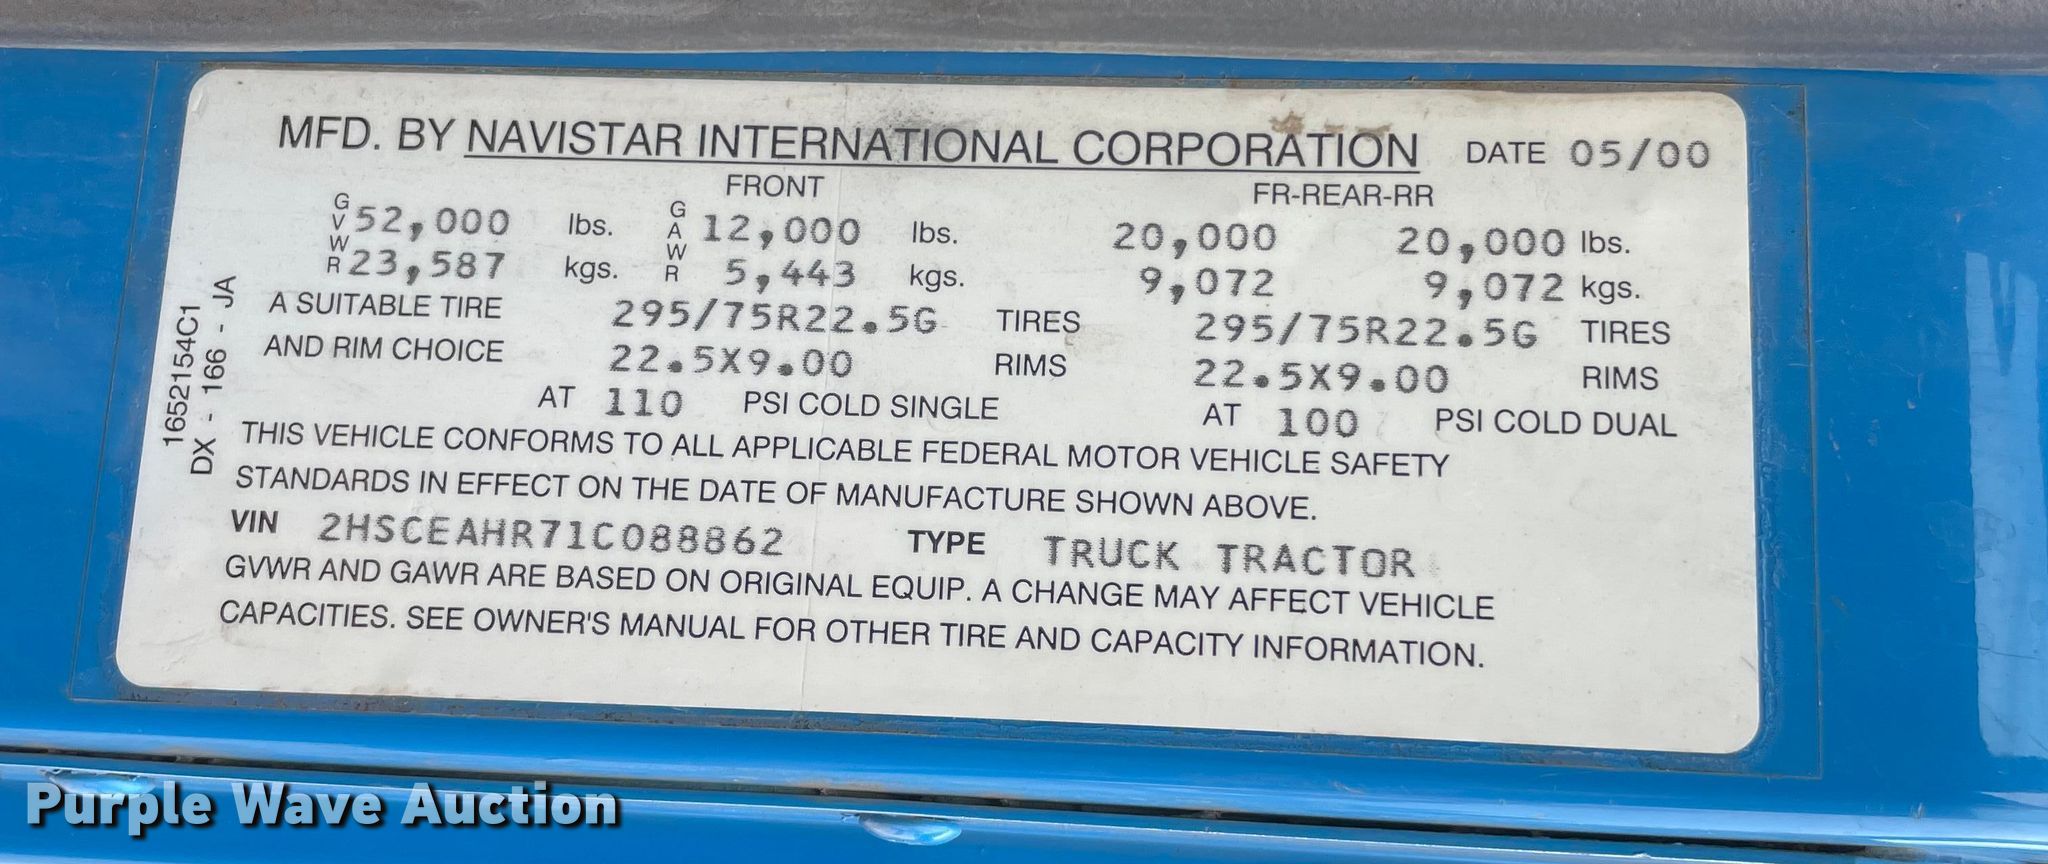 MFD. BY NAVISTAR INTERNATIONAL CORPORATION DATE 05/00
FRONT FR-REAR-RR
GVWR 52,000 lbs. GAWR 12,000 lbs. 20,000 20,000 lbs.
23,587 kgs. 5,443 kgs. 9,072 9,072 kgs.
A SUITABLE TIRE 295/75R22.5G TIRES 295/75R22.5G TIRES
AND RIM CHOICE 22.5X9.00 RIMS 22.5X9.00 RIMS
AT 110 PSI COLD SINGLE AT 100 PSI COLD DUAL
THIS VEHICLE CONFORMS TO ALL APPLICABLE FEDERAL MOTOR VEHICLE SAFETY
STANDARDS IN EFFECT ON THE DATE OF MANUFACTURE SHOWN ABOVE.
VIN 2HSCEAHR71C088862 TYPE TRUCK TRACTOR
GVWR AND GAWR ARE BASED ON ORIGINAL EQUIP. A CHANGE MAY AFFECT VEHICLE
CAPACITIES. SEE OWNER'S MANUAL FOR OTHER TIRE AND CAPACITY INFORMATION.
1652154C1
DX - 166 - JA
Purple Wave Auction